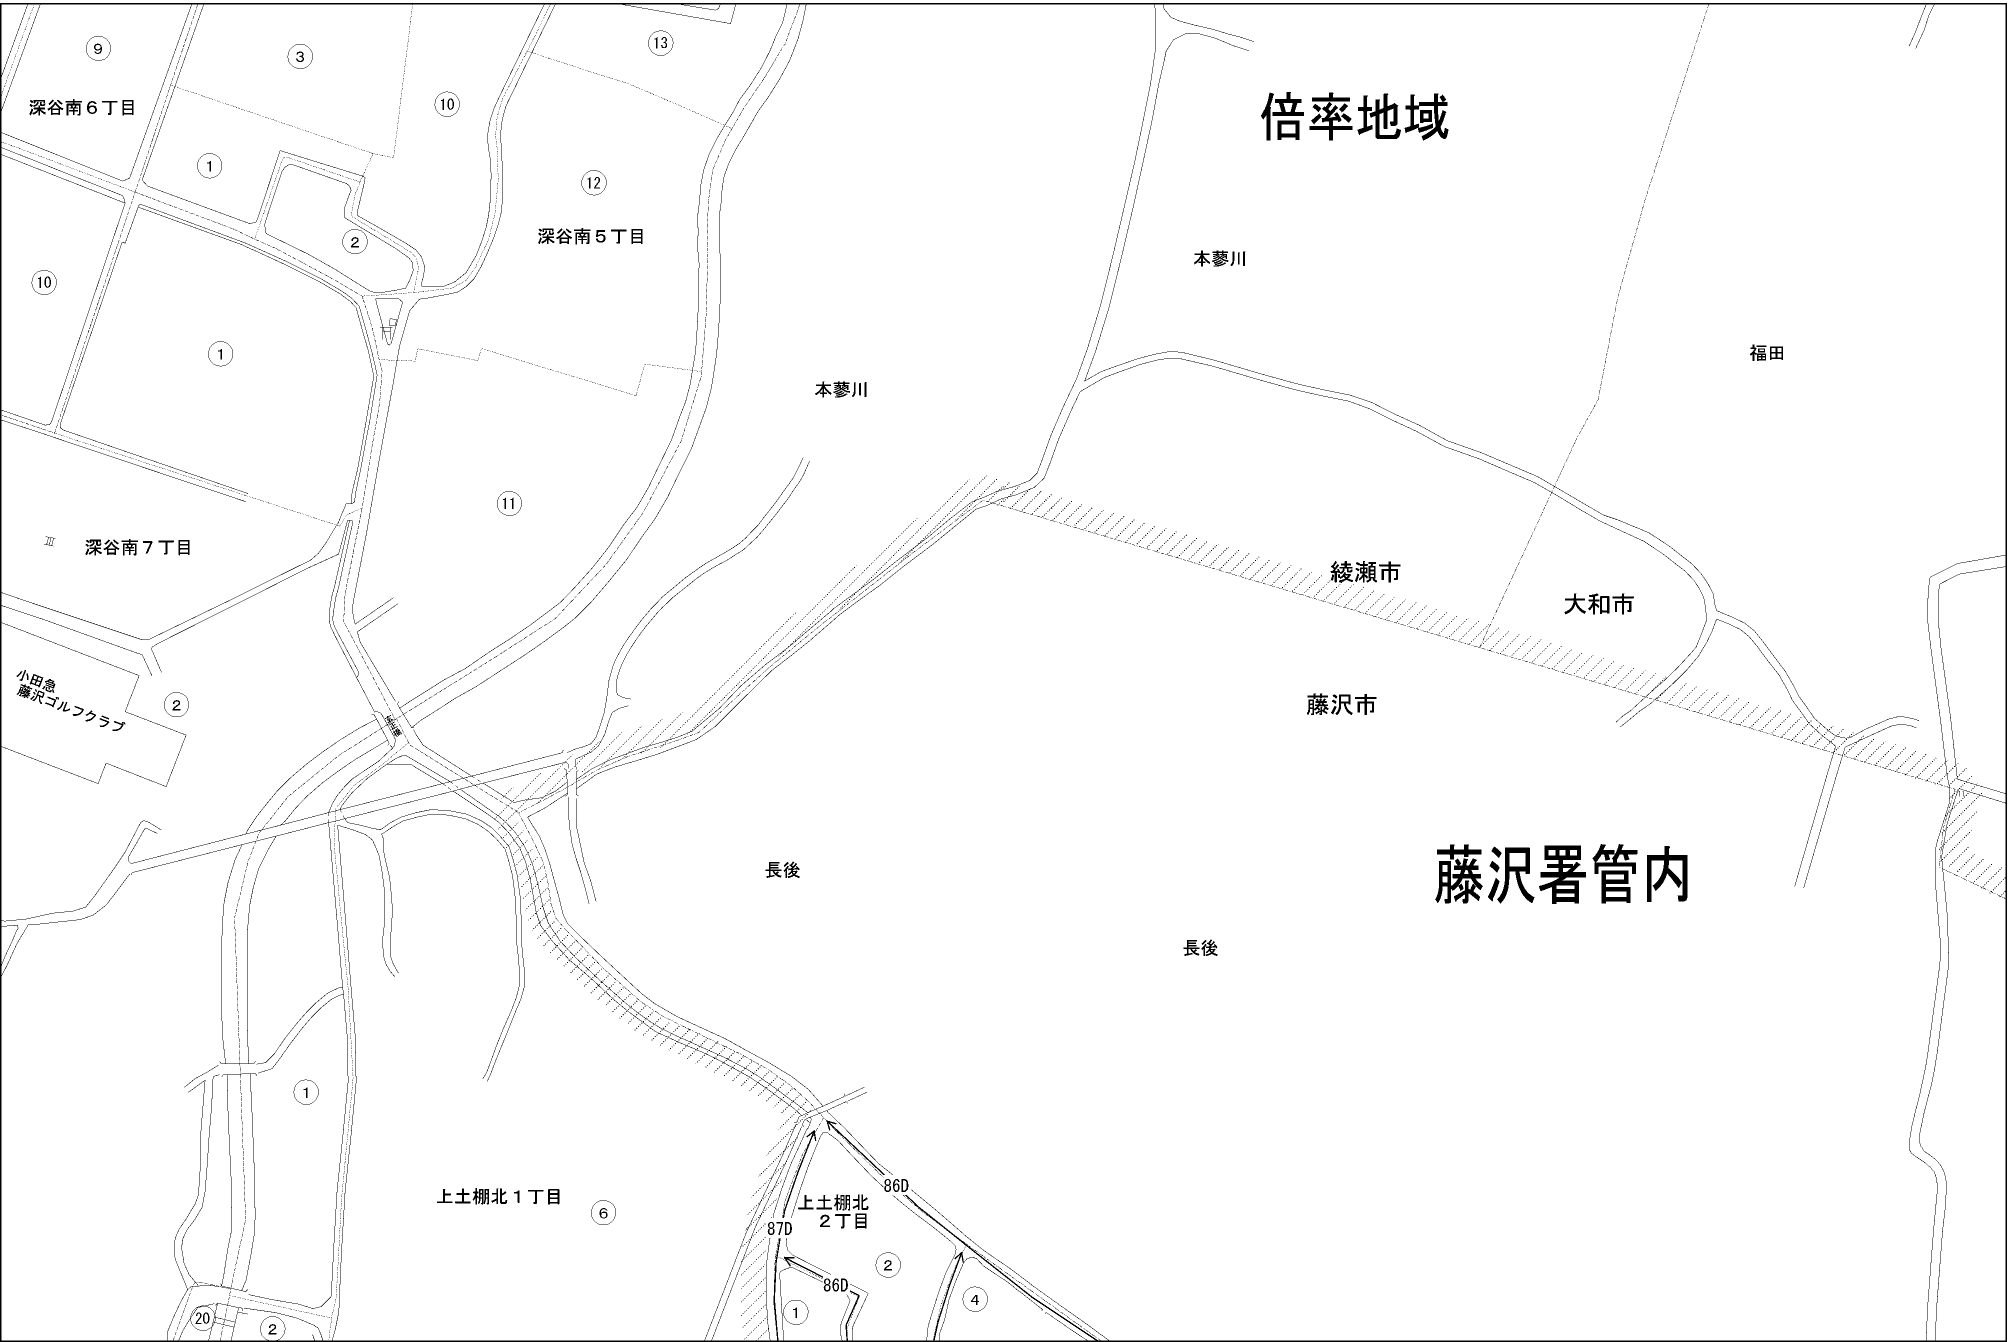 9
3
13
10
深谷南6丁目
倍率地域
1
12
2
深谷南5丁目
本蓼川
10
1
福田
本蓼川
11
深谷南7丁目
綾瀬市
大和市
小田急
藤沢ゴルフクラブ
2
藤沢市
長後
藤沢署管内
長後
1
86D
上土棚北1丁目
6
上土棚北
2丁目
87D
2
86D
4
1
20
2